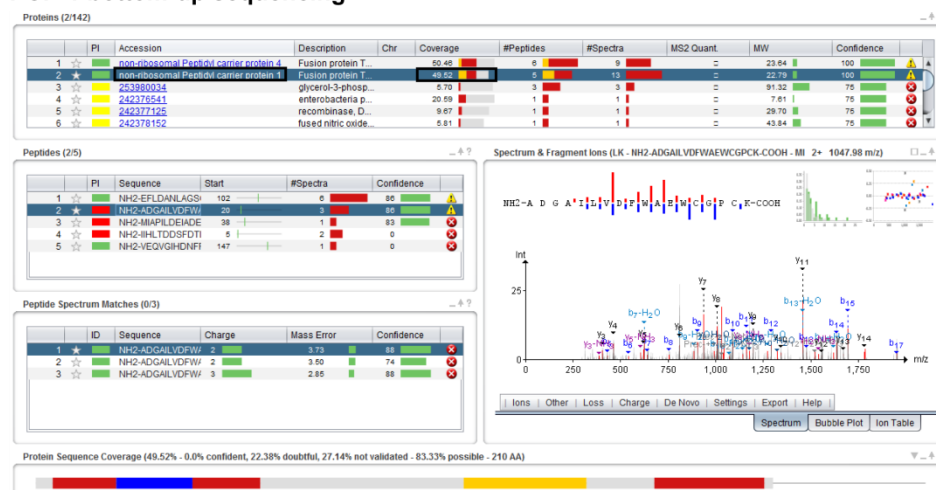 Proteins (2/142)
PI Accession Description Chr Coverage #Peptides #Spectra MS2 Quant. MW Confidence
1 non-ribosomal Peptidyl carrier protein 4 Fusion protein T... 50.46 6 9 23.64 100
2 non-ribosomal Peptidyl carrier protein 1 Fusion protein T... 49.52 5 13 22.79 100
3 253980034 glycerol-3-phosp... 5.70 3 3 91.32 75
4 242376541 enterobacteria p... 20.59 1 1 7.61 75
5 242377125 recombinase, D... 9.67 1 1 29.70 75
6 242378152 fused nitric oxide... 5.81 1 1 43.84 75
Peptides (2/5)
PI Sequence Start #Spectra Confidence
1 NH2-EFLDANLAGS 102 6 86
2 NH2-ADGAILVDFW 20 3 86
3 NH2-MIAPILDEIADE 38 1 83
4 NH2-IIHLTDDSFDTI 5 2 0
5 NH2-VEQVGIHDNFF 147 1 0
Peptide Spectrum Matches (0/3)
ID Sequence Charge Mass Error Confidence
1 NH2-ADGAILVDFW 2 3.73 88
2 NH2-ADGAILVDFW 2 3.50 74
3 NH2-ADGAILVDFW 3 2.85 88
Spectrum & Fragment Ions (LK - NH2-ADGAILVDFWAEWCGPCK-COOH - MI 2+ 1047.98 m/z)
NH2-A D G A I L V D F W A E W C G P C K-COOH
Int
25
0
0 250 500 750 1,000 1,250 1,500 1,750 m/z
y4 b7-H2O y7 y8 b10 b12 y11 b13-H2O b15 b14 y14 b17
Ions | Other | Loss | Charge | De Novo | Settings | Export | Help
Spectrum Bubble Plot Ion Table
Protein Sequence Coverage (49.52% - 0.0% confident, 22.38% doubtful, 27.14% not validated - 83.33% possible - 210 AA)